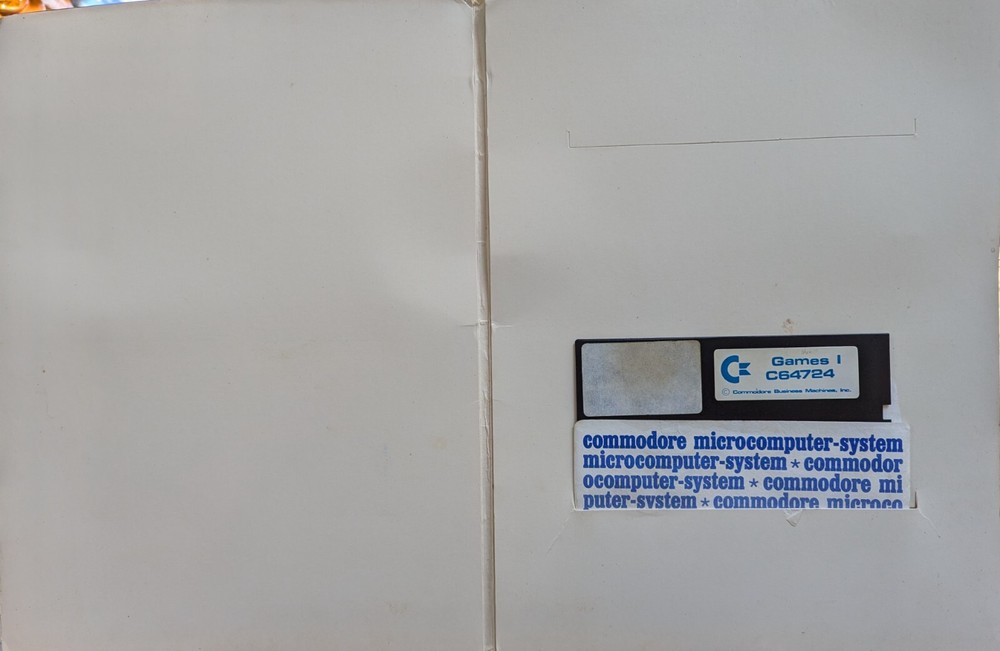 Games I
C64724
© Commodore Business Machines, Inc.
commodore microcomputer-system
microcomputer-system * commodor
ocomputer-system * commodore mi
puter-system * commodore microco